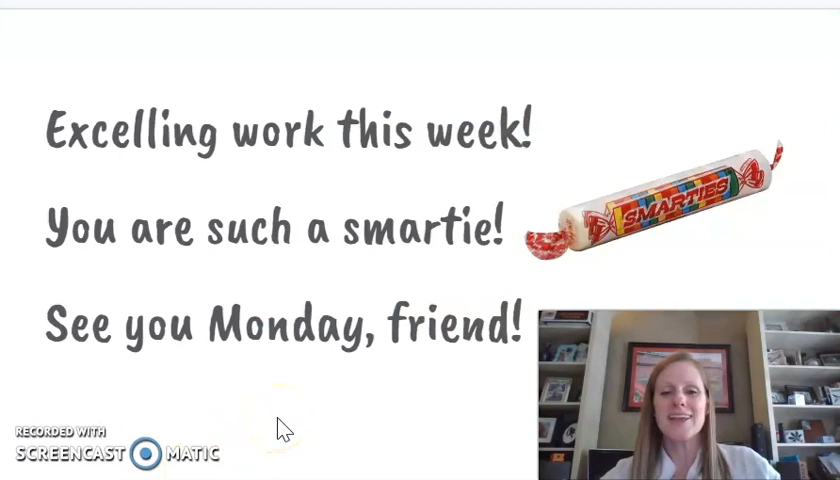 Excelling work this week!
You are such a smartie!
SMARTIES
See you Monday, friend!
RECORDED WITH
SCREENCAST MATIC